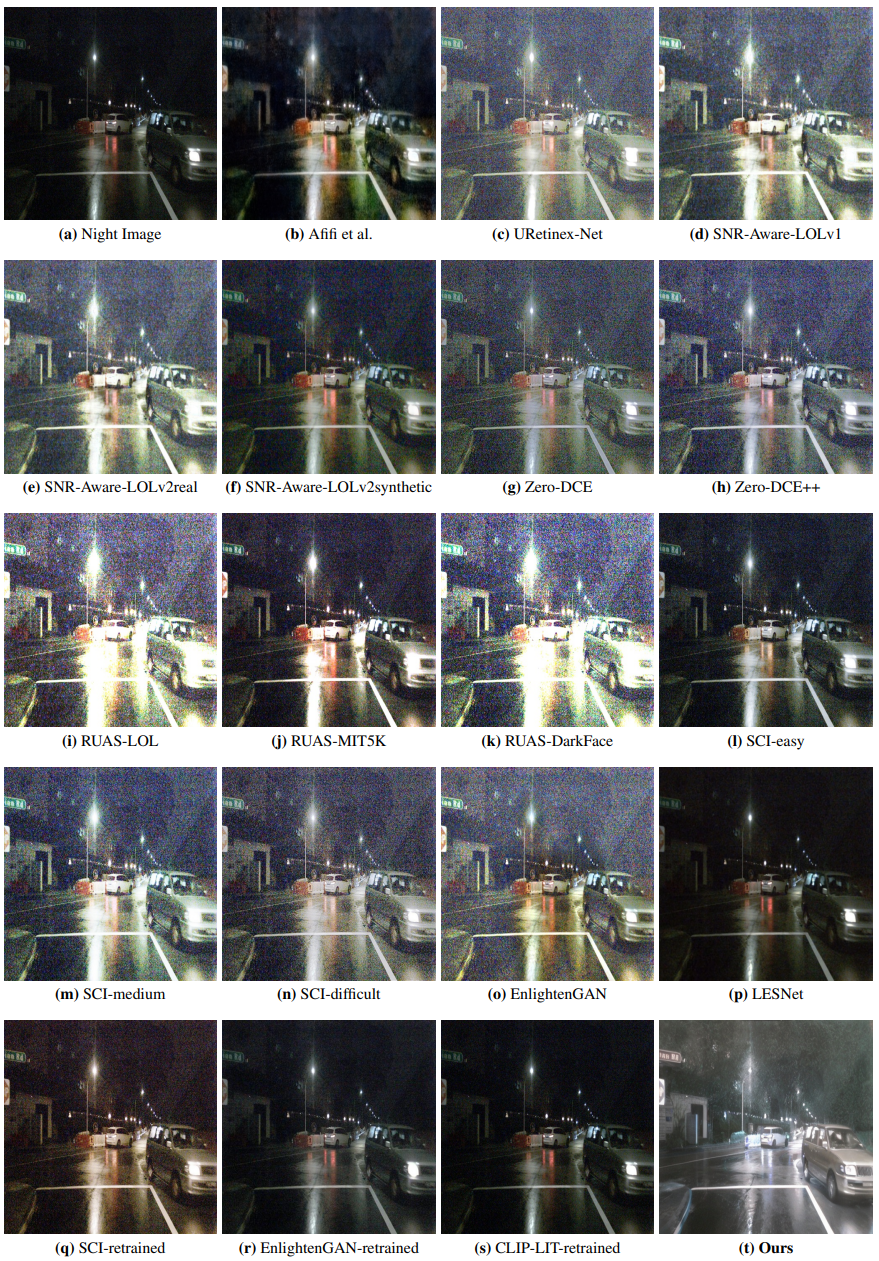 (a) Night Image
(b) Afifi et al.
(c) URetinex-Net
(d) SNR-Aware-LOLv1
(e) SNR-Aware-LOLv2real
(f) SNR-Aware-LOLv2synthetic
(g) Zero-DCE
(h) Zero-DCE++
(i) RUAS-LOL
(j) RUAS-MIT5K
(k) RUAS-DarkFace
(l) SCI-easy
(m) SCI-medium
(n) SCI-difficult
(o) EnlightenGAN
(p) LESNet
(q) SCI-retrained
(r) EnlightenGAN-retrained
(s) CLIP-LIT-retrained
(t) Ours